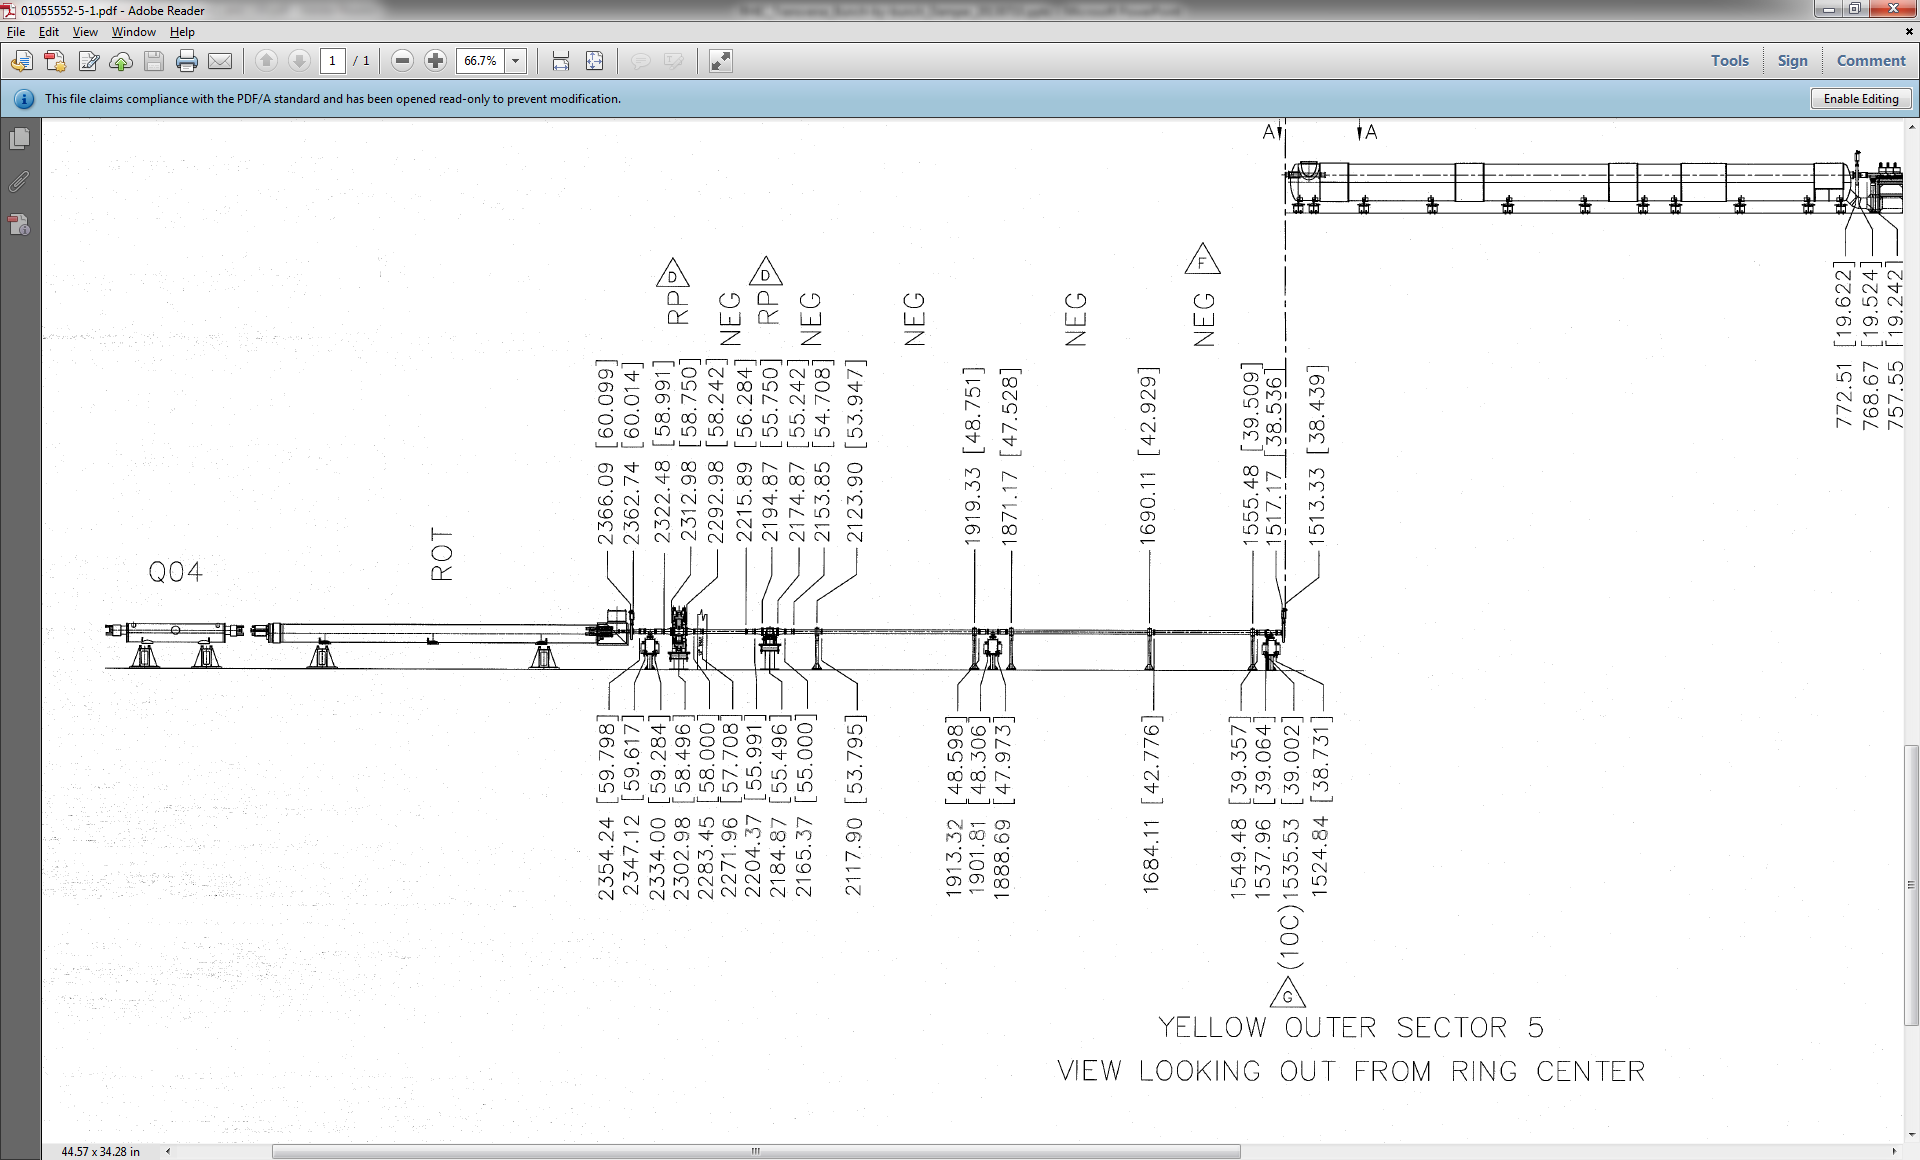 01055552-5-1.pdf - Adobe Reader
File Edit View Window Help
1 / 1
66.7%
Tools Sign Comment
This file claims compliance with the PDF/A standard and has been opened read-only to prevent modification.
Enable Editing
A A
D D F
RP NEG RP NEG NEG NEG NEG
772.51 [19.622]
768.67 [19.524]
757.55 [19.242]
2366.09 [60.099]
2362.74 [60.014]
2322.48 [58.991]
2312.98 [58.750]
2292.98 [58.242]
2215.89 [56.284]
2194.87 [55.750]
2174.87 [55.242]
2153.85 [54.708]
2123.90 [53.947]
1919.33 [48.751]
1871.17 [47.528]
1690.11 [42.929]
1555.48 [39.509]
1517.17 [38.536]
1513.33 [38.439]
Q04
ROT
2354.24 [59.798]
2347.12 [59.617]
2334.00 [59.284]
2302.98 [58.496]
2283.45 [58.000]
2271.96 [57.708]
2204.37 [55.991]
2184.87 [55.496]
2165.37 [55.000]
2117.90 [53.795]
1913.32 [48.598]
1901.81 [48.306]
1888.69 [47.973]
1684.11 [42.776]
1549.48 [39.357]
1537.96 [39.064]
(10C) 1535.53 [39.002]
1524.84 [38.731]
G
YELLOW OUTER SECTOR 5
VIEW LOOKING OUT FROM RING CENTER
44.57 x 34.28 in